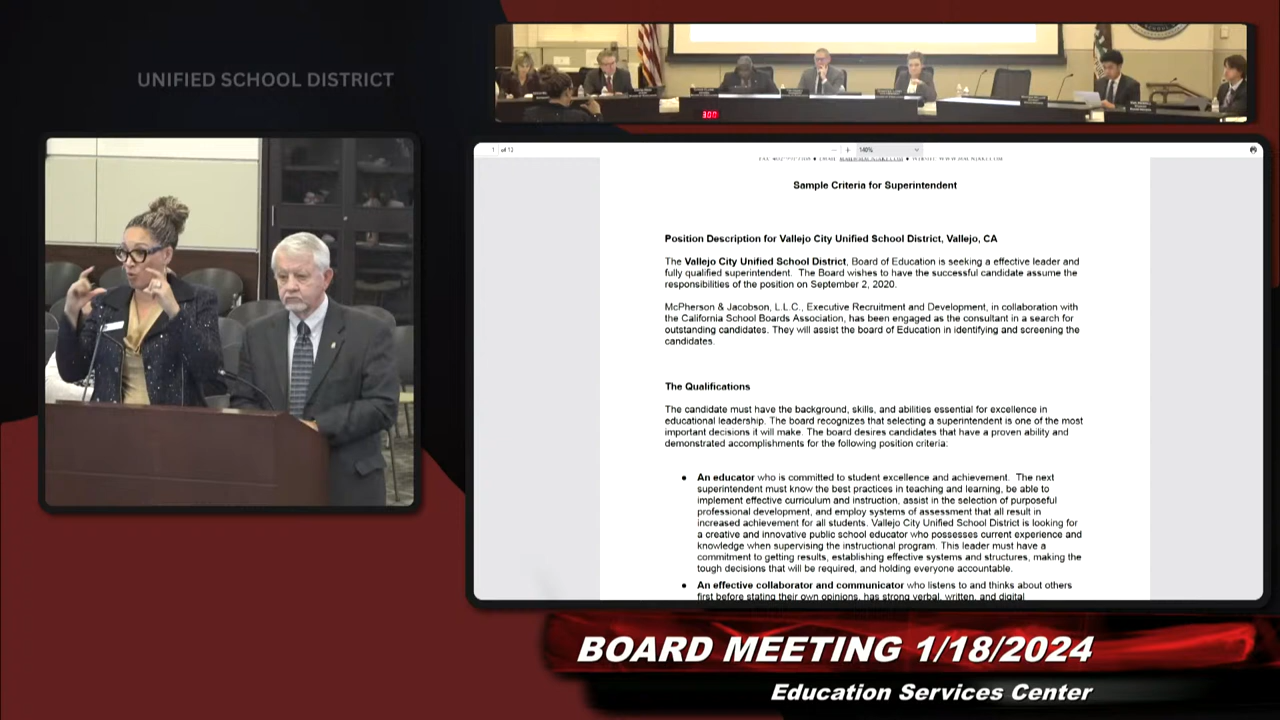 UNIFIED SCHOOL DISTRICT
3:07
1 of 12
140%
Sample Criteria for Superintendent
Position Description for Vallejo City Unified School District, Vallejo, CA
The Vallejo City Unified School District, Board of Education is seeking a effective leader and
fully qualified superintendent. The Board wishes to have the successful candidate assume the
responsibilities of the position on September 2, 2020.
McPherson & Jacobson, L.L.C., Executive Recruitment and Development, in collaboration with
the California School Boards Association, has been engaged as the consultant in a search for
outstanding candidates. They will assist the board of Education in identifying and screening the
candidates.
The Qualifications
The candidate must have the background, skills, and abilities essential for excellence in
educational leadership. The board recognizes that selecting a superintendent is one of the most
important decisions it will make. The board desires candidates that have a proven ability and
demonstrated accomplishments for the following position criteria:
● An educator who is committed to student excellence and achievement. The next
superintendent must know the best practices in teaching and learning, be able to
implement effective curriculum and instruction, assist in the selection of purposeful
professional development, and employ systems of assessment that all result in
increased achievement for all students. Vallejo City Unified School District is looking for
a creative and innovative public school educator who possesses current experience and
knowledge when supervising the instructional program. This leader must have a
commitment to getting results, establishing effective systems and structures, making the
tough decisions that will be required, and holding everyone accountable.
● An effective collaborator and communicator who listens to and thinks about others
first before stating their own opinions, has strong verbal, written, and digital
BOARD MEETING 1/18/2024
Education Services Center